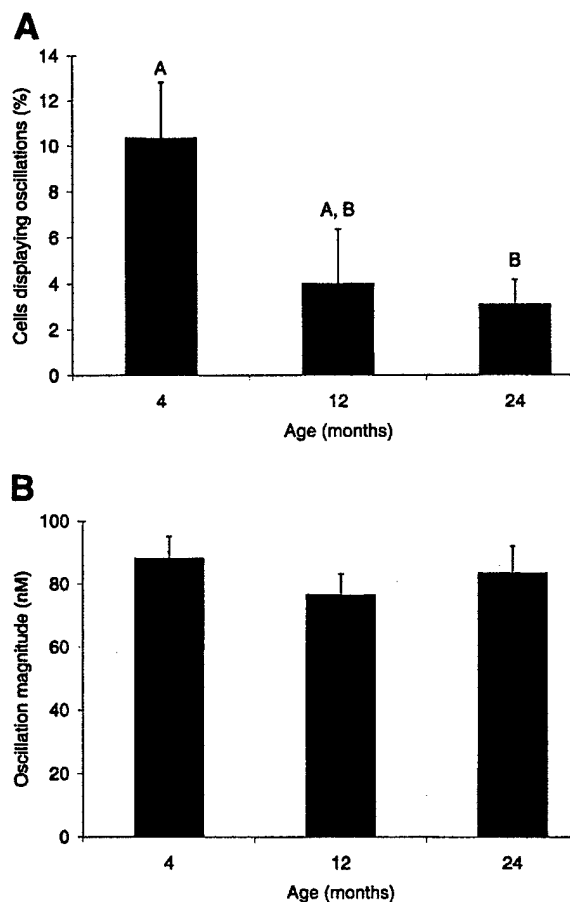 A
Cells displaying oscillations (%)
14
12
10
8
6
4
2
0
A
A, B
B
4 12 24
Age (months)
B
Oscillation magnitude (nM)
100
80
60
40
20
0
4 12 24
Age (months)